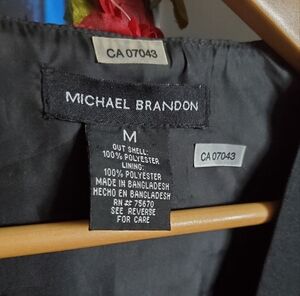 CA 07043
MICHAEL BRANDON
M
OUT SHELL:
100% POLYESTER
LINING:
100% POLYESTER
MADE IN BANGLADESH
HECHO EN BANGLADESH
RN # 75670
SEE REVERSE
FOR CARE
CA 07043